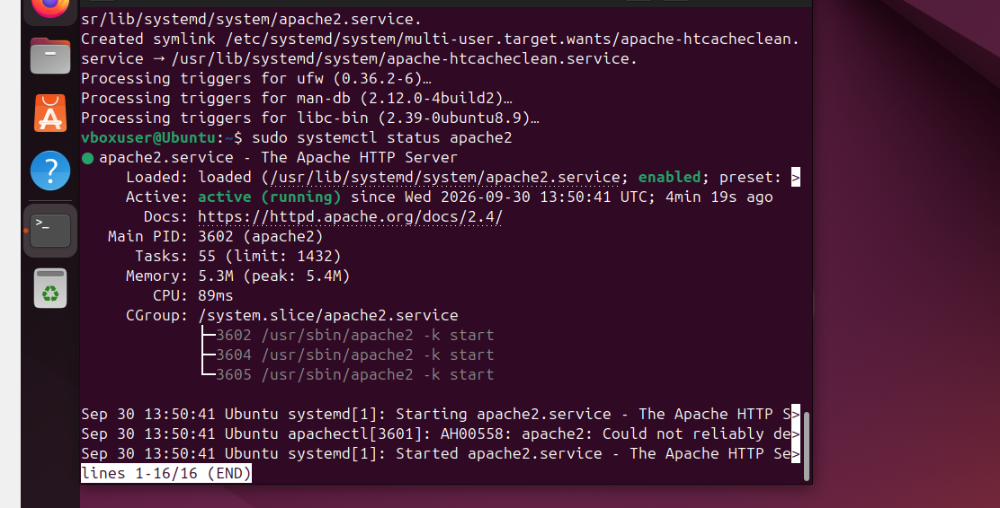 sr/lib/systemd/system/apache2.service.
Created symlink /etc/systemd/system/multi-user.target.wants/apache-htcacheclean.
service → /usr/lib/systemd/system/apache-htcacheclean.service.
Processing triggers for ufw (0.36.2-6)…
Processing triggers for man-db (2.12.0-4build2)…
Processing triggers for libc-bin (2.39-0ubuntu8.9)…
vboxuser@Ubuntu:~$ sudo systemctl status apache2
● apache2.service - The Apache HTTP Server
     Loaded: loaded (/usr/lib/systemd/system/apache2.service; enabled; preset: >
     Active: active (running) since Wed 2026-09-30 13:50:41 UTC; 4min 19s ago
       Docs: https://httpd.apache.org/docs/2.4/
   Main PID: 3602 (apache2)
      Tasks: 55 (limit: 1432)
     Memory: 5.3M (peak: 5.4M)
        CPU: 89ms
     CGroup: /system.slice/apache2.service
             ├─3602 /usr/sbin/apache2 -k start
             ├─3604 /usr/sbin/apache2 -k start
             └─3605 /usr/sbin/apache2 -k start

Sep 30 13:50:41 Ubuntu systemd[1]: Starting apache2.service - The Apache HTTP S>
Sep 30 13:50:41 Ubuntu apachectl[3601]: AH00558: apache2: Could not reliably de>
Sep 30 13:50:41 Ubuntu systemd[1]: Started apache2.service - The Apache HTTP Se>
lines 1-16/16 (END)